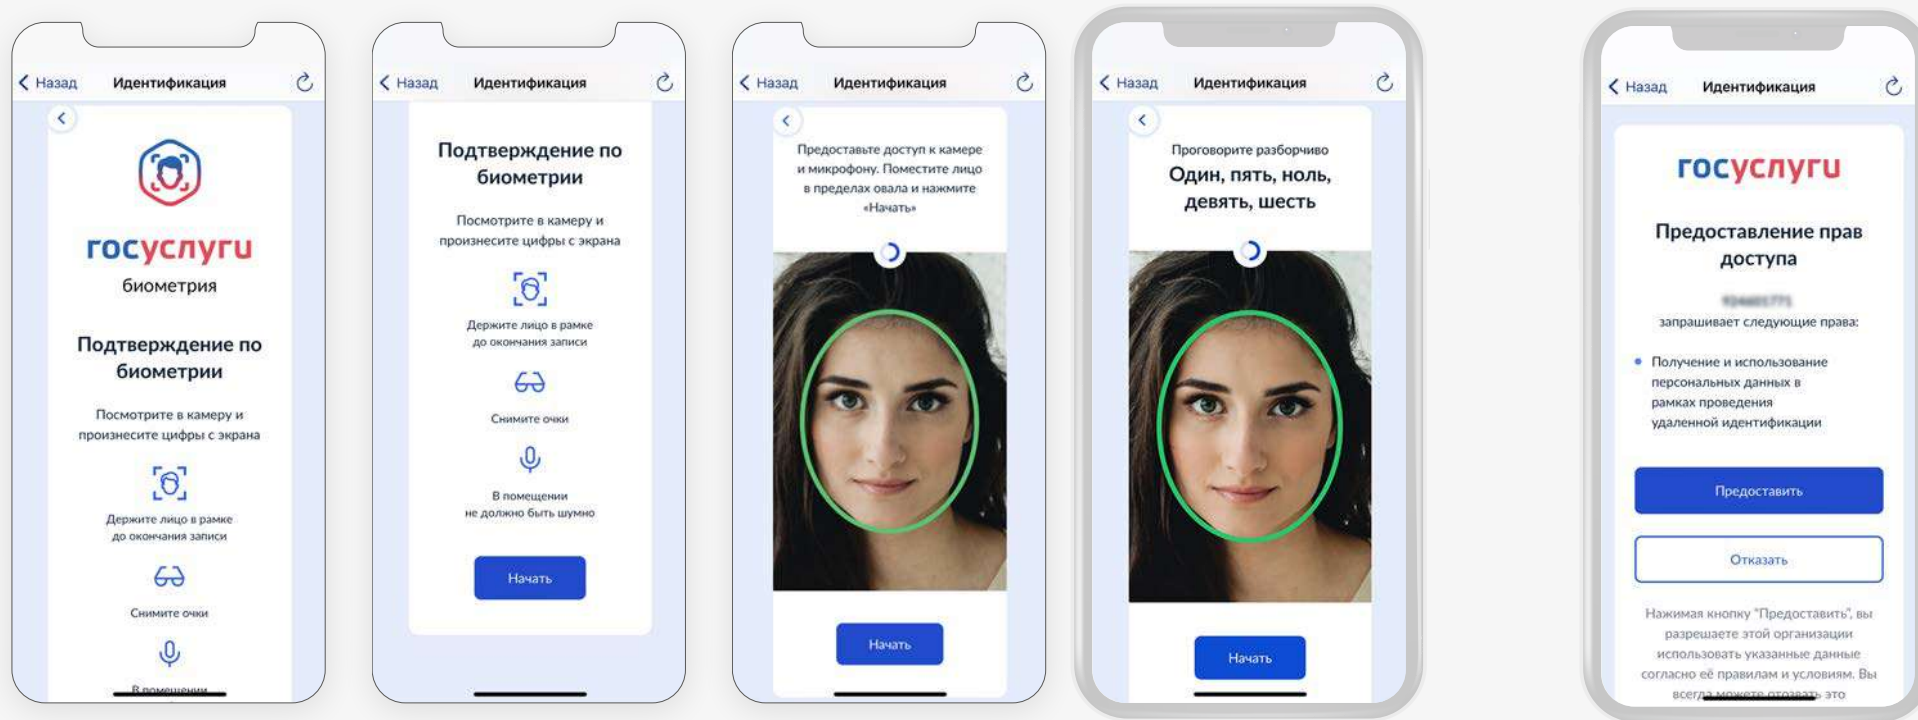 Назад
Идентификация
госуслуги
биометрия
Подтверждение по
биометрии
Посмотрите в камеру и
произнесите цифры с экрана
Держите лицо в рамке
до окончания записи
Снимите очки
В помещении
Назад
Идентификация
Подтверждение по
биометрии
Посмотрите в камеру и
произнесите цифры с экрана
Держите лицо в рамке
до окончания записи
Снимите очки
В помещении
не должно быть шумно
Начать
Назад
Идентификация
Предоставьте доступ к камере
и микрофону. Поместите лицо
в пределах овала и нажмите
«Начать»
Начать
Назад
Идентификация
Проговорите разборчиво
Один, пять, ноль,
девять, шесть
Начать
Назад
Идентификация
госуслуги
Предоставление прав
доступа
запрашивает следующие права:
Получение и использование
персональных данных в
рамках проведения
удаленной идентификации
Предоставить
Отказать
Нажимая кнопку "Предоставить", вы
разрешаете этой организации
использовать указанные данные
согласно её правилам и условиям. Вы
всегда можете отозвать это